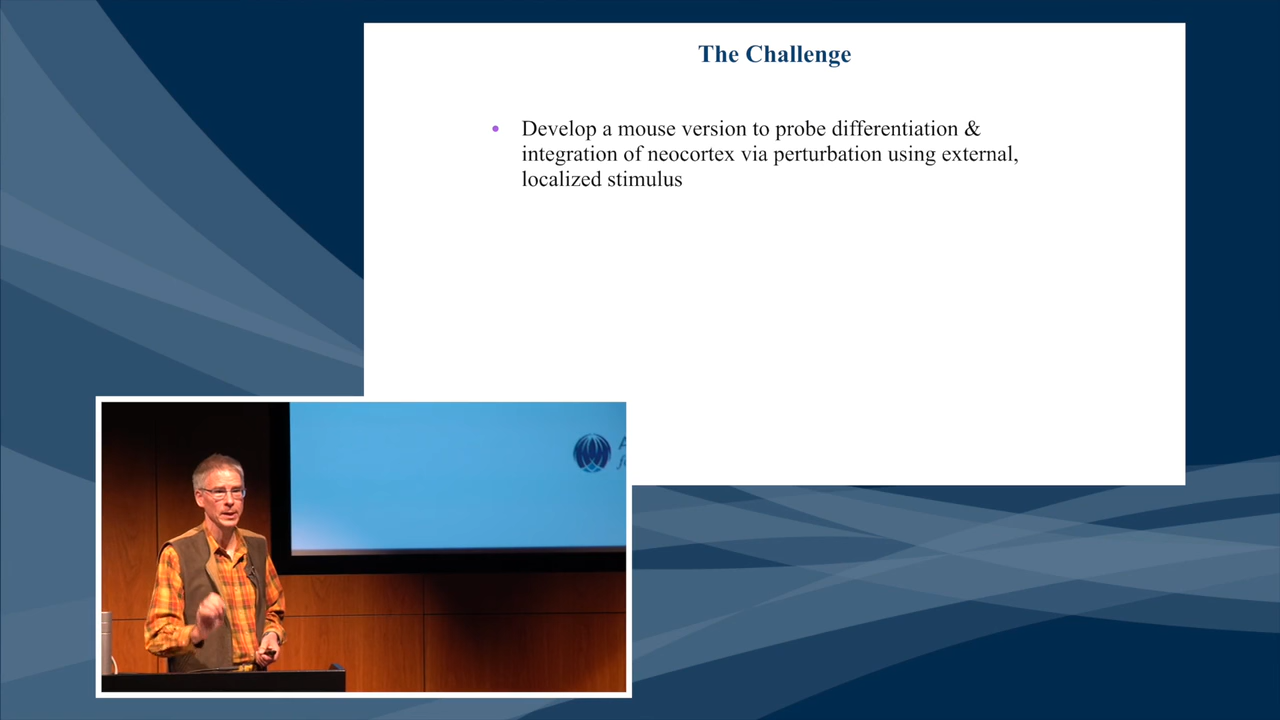 The Challenge
• Develop a mouse version to probe differentiation &
integration of neocortex via perturbation using external,
localized stimulus